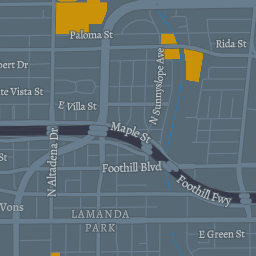 Paloma St
Rida St
bert Dr
N Sunnyslope Ave
te Vista St
E Villa St
Maple St
N Altadena Dr
St
Foothill Blvd
Foothill Fwy
Vons
LAMANDA
PARK
E Green St